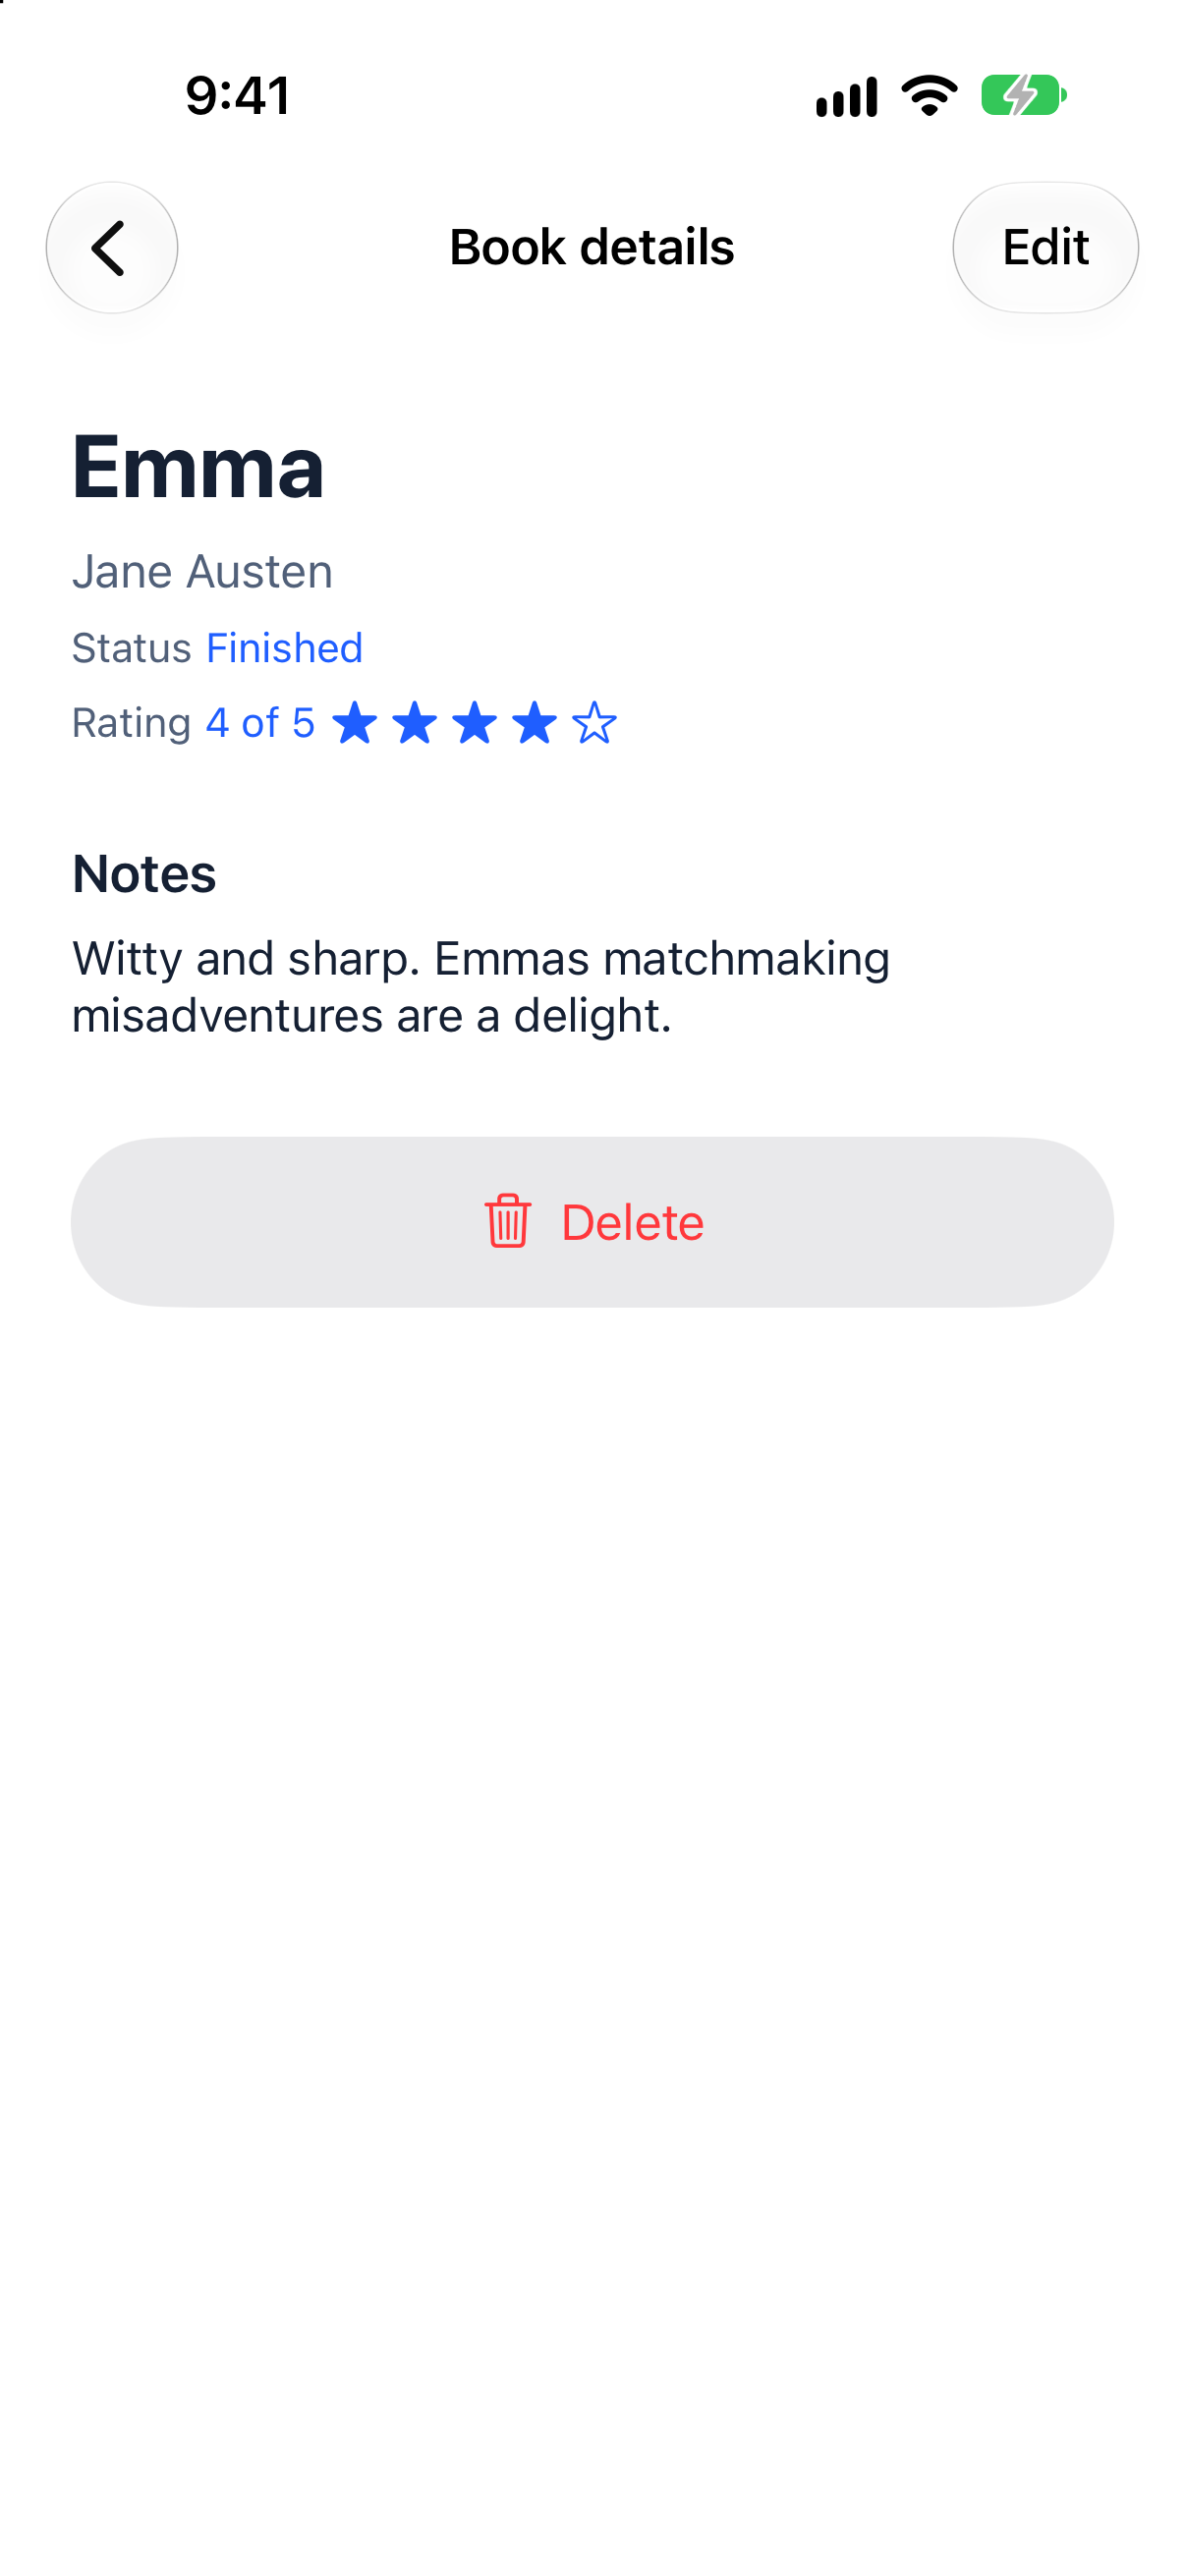 9:41
Book details
Edit
Emma
Jane Austen
Status Finished
Rating 4 of 5
Notes
Witty and sharp. Emmas matchmaking
misadventures are a delight.
Delete